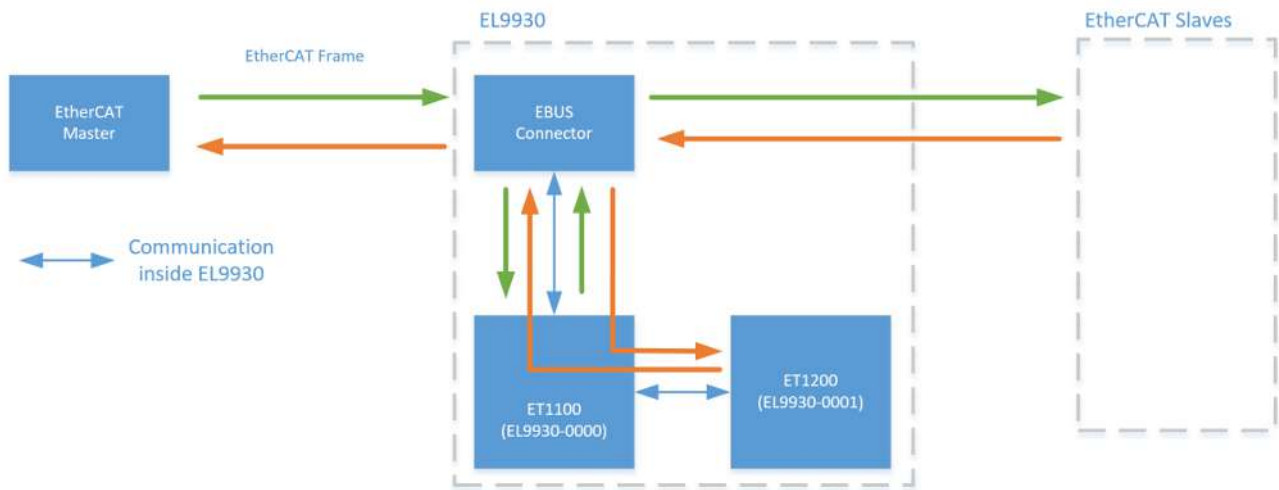 EL9930
EtherCAT Slaves
EtherCAT Frame
EtherCAT
Master
EBUS
Connector
Communication
inside EL9930
ET1100
(EL9930-0000)
ET1200
(EL9930-0001)